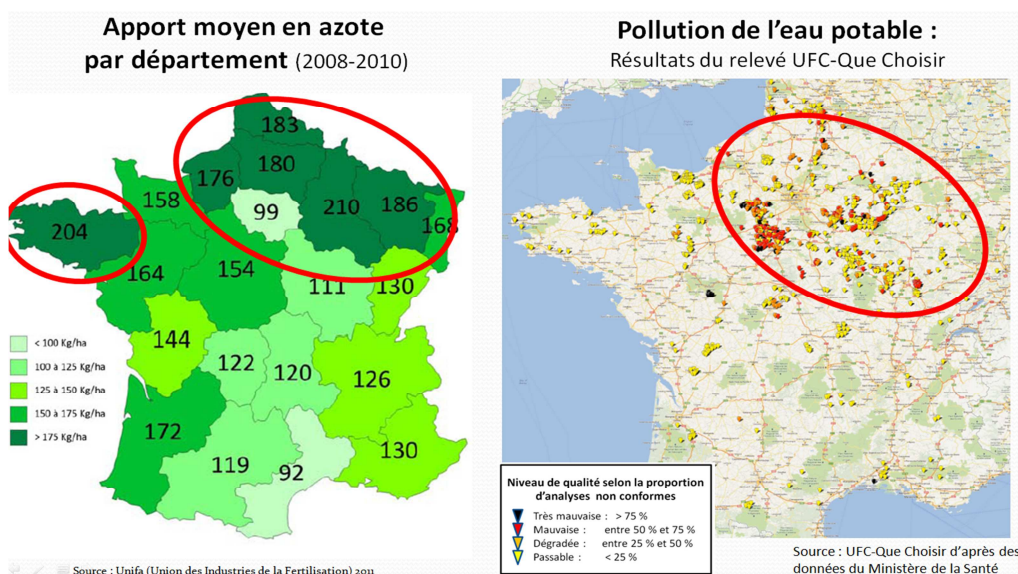 Apport moyen en azote
par département (2008-2010)
183
180
176
158
99
210
186
168
204
164
154
111
130
144
122
120
126
172
119
92
130
< 100 Kg/ha
100 à 125 Kg/ha
125 à 150 Kg/ha
150 à 175 Kg/ha
> 175 Kg/ha
Source : Unifa (Union des Industries de la Fertilisation) 2011
Pollution de l'eau potable :
Résultats du relevé UFC-Que Choisir
Niveau de qualité selon la proportion
d'analyses non conformes
Très mauvaise : > 75 %
Mauvaise : entre 50 % et 75 %
Dégradée : entre 25 % et 50 %
Passable : < 25 %
Source : UFC-Que Choisir d'après des
données du Ministère de la Santé